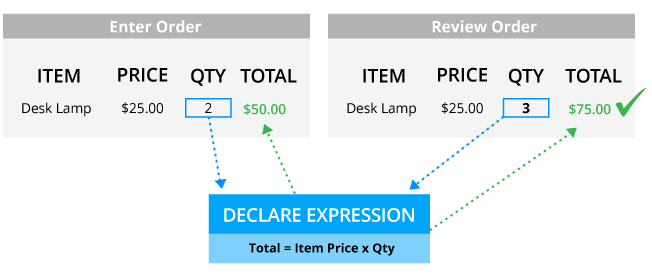 Enter Order
ITEM PRICE QTY TOTAL
Desk Lamp $25.00 2 $50.00
Review Order
ITEM PRICE QTY TOTAL
Desk Lamp $25.00 3 $75.00
DECLARE EXPRESSION
Total = Item Price x Qty